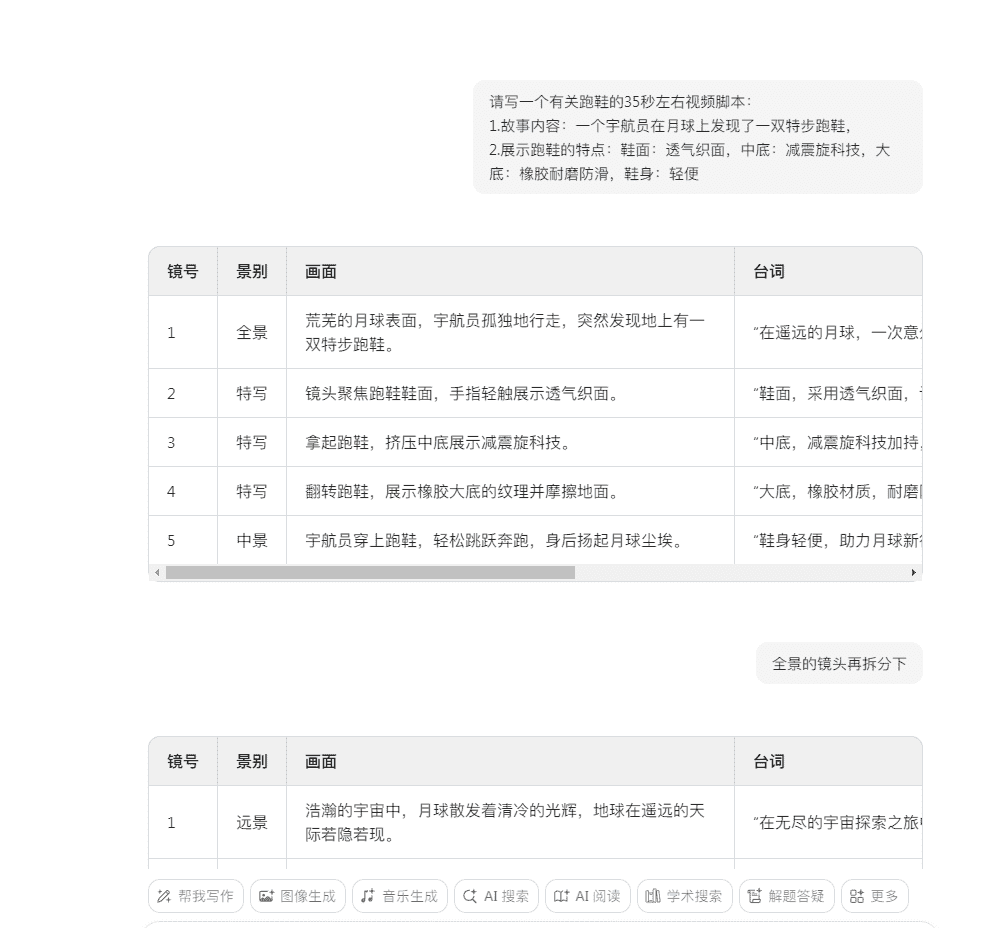 请写一个有关跑鞋的35秒左右视频脚本：
1.故事内容：一个宇航员在月球上发现了一双特步跑鞋，
2.展示跑鞋的特点：鞋面：透气织面，中底：减震旋科技，大
底：橡胶耐磨防滑，鞋身：轻便
镜号 景别 画面 台词
1 全景 荒芜的月球表面，宇航员孤独地行走，突然发现地上有一 “在遥远的月球，一次意
双特步跑鞋。
2 特写 镜头聚焦跑鞋鞋面，手指轻触展示透气织面。 “鞋面，采用透气织面，
3 特写 拿起跑鞋，挤压中底展示减震旋科技。 “中底，减震旋科技加持，
4 特写 翻转跑鞋，展示橡胶大底的纹理并摩擦地面。 “大底，橡胶材质，耐磨
5 中景 宇航员穿上跑鞋，轻松跳跃奔跑，身后扬起月球尘埃。 “鞋身轻便，助力月球新
全景的镜头再拆分下
镜号 景别 画面 台词
1 远景 浩瀚的宇宙中，月球散发着清冷的光辉，地球在遥远的天 “在无尽的宇宙探索之旅
际若隐若现。
帮我写作 图像生成 音乐生成 AI 搜索 AI 阅读 学术搜索 解题答疑 更多